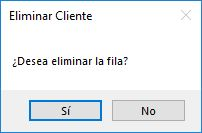 Eliminar Cliente
¿Desea eliminar la fila?
Sí
No